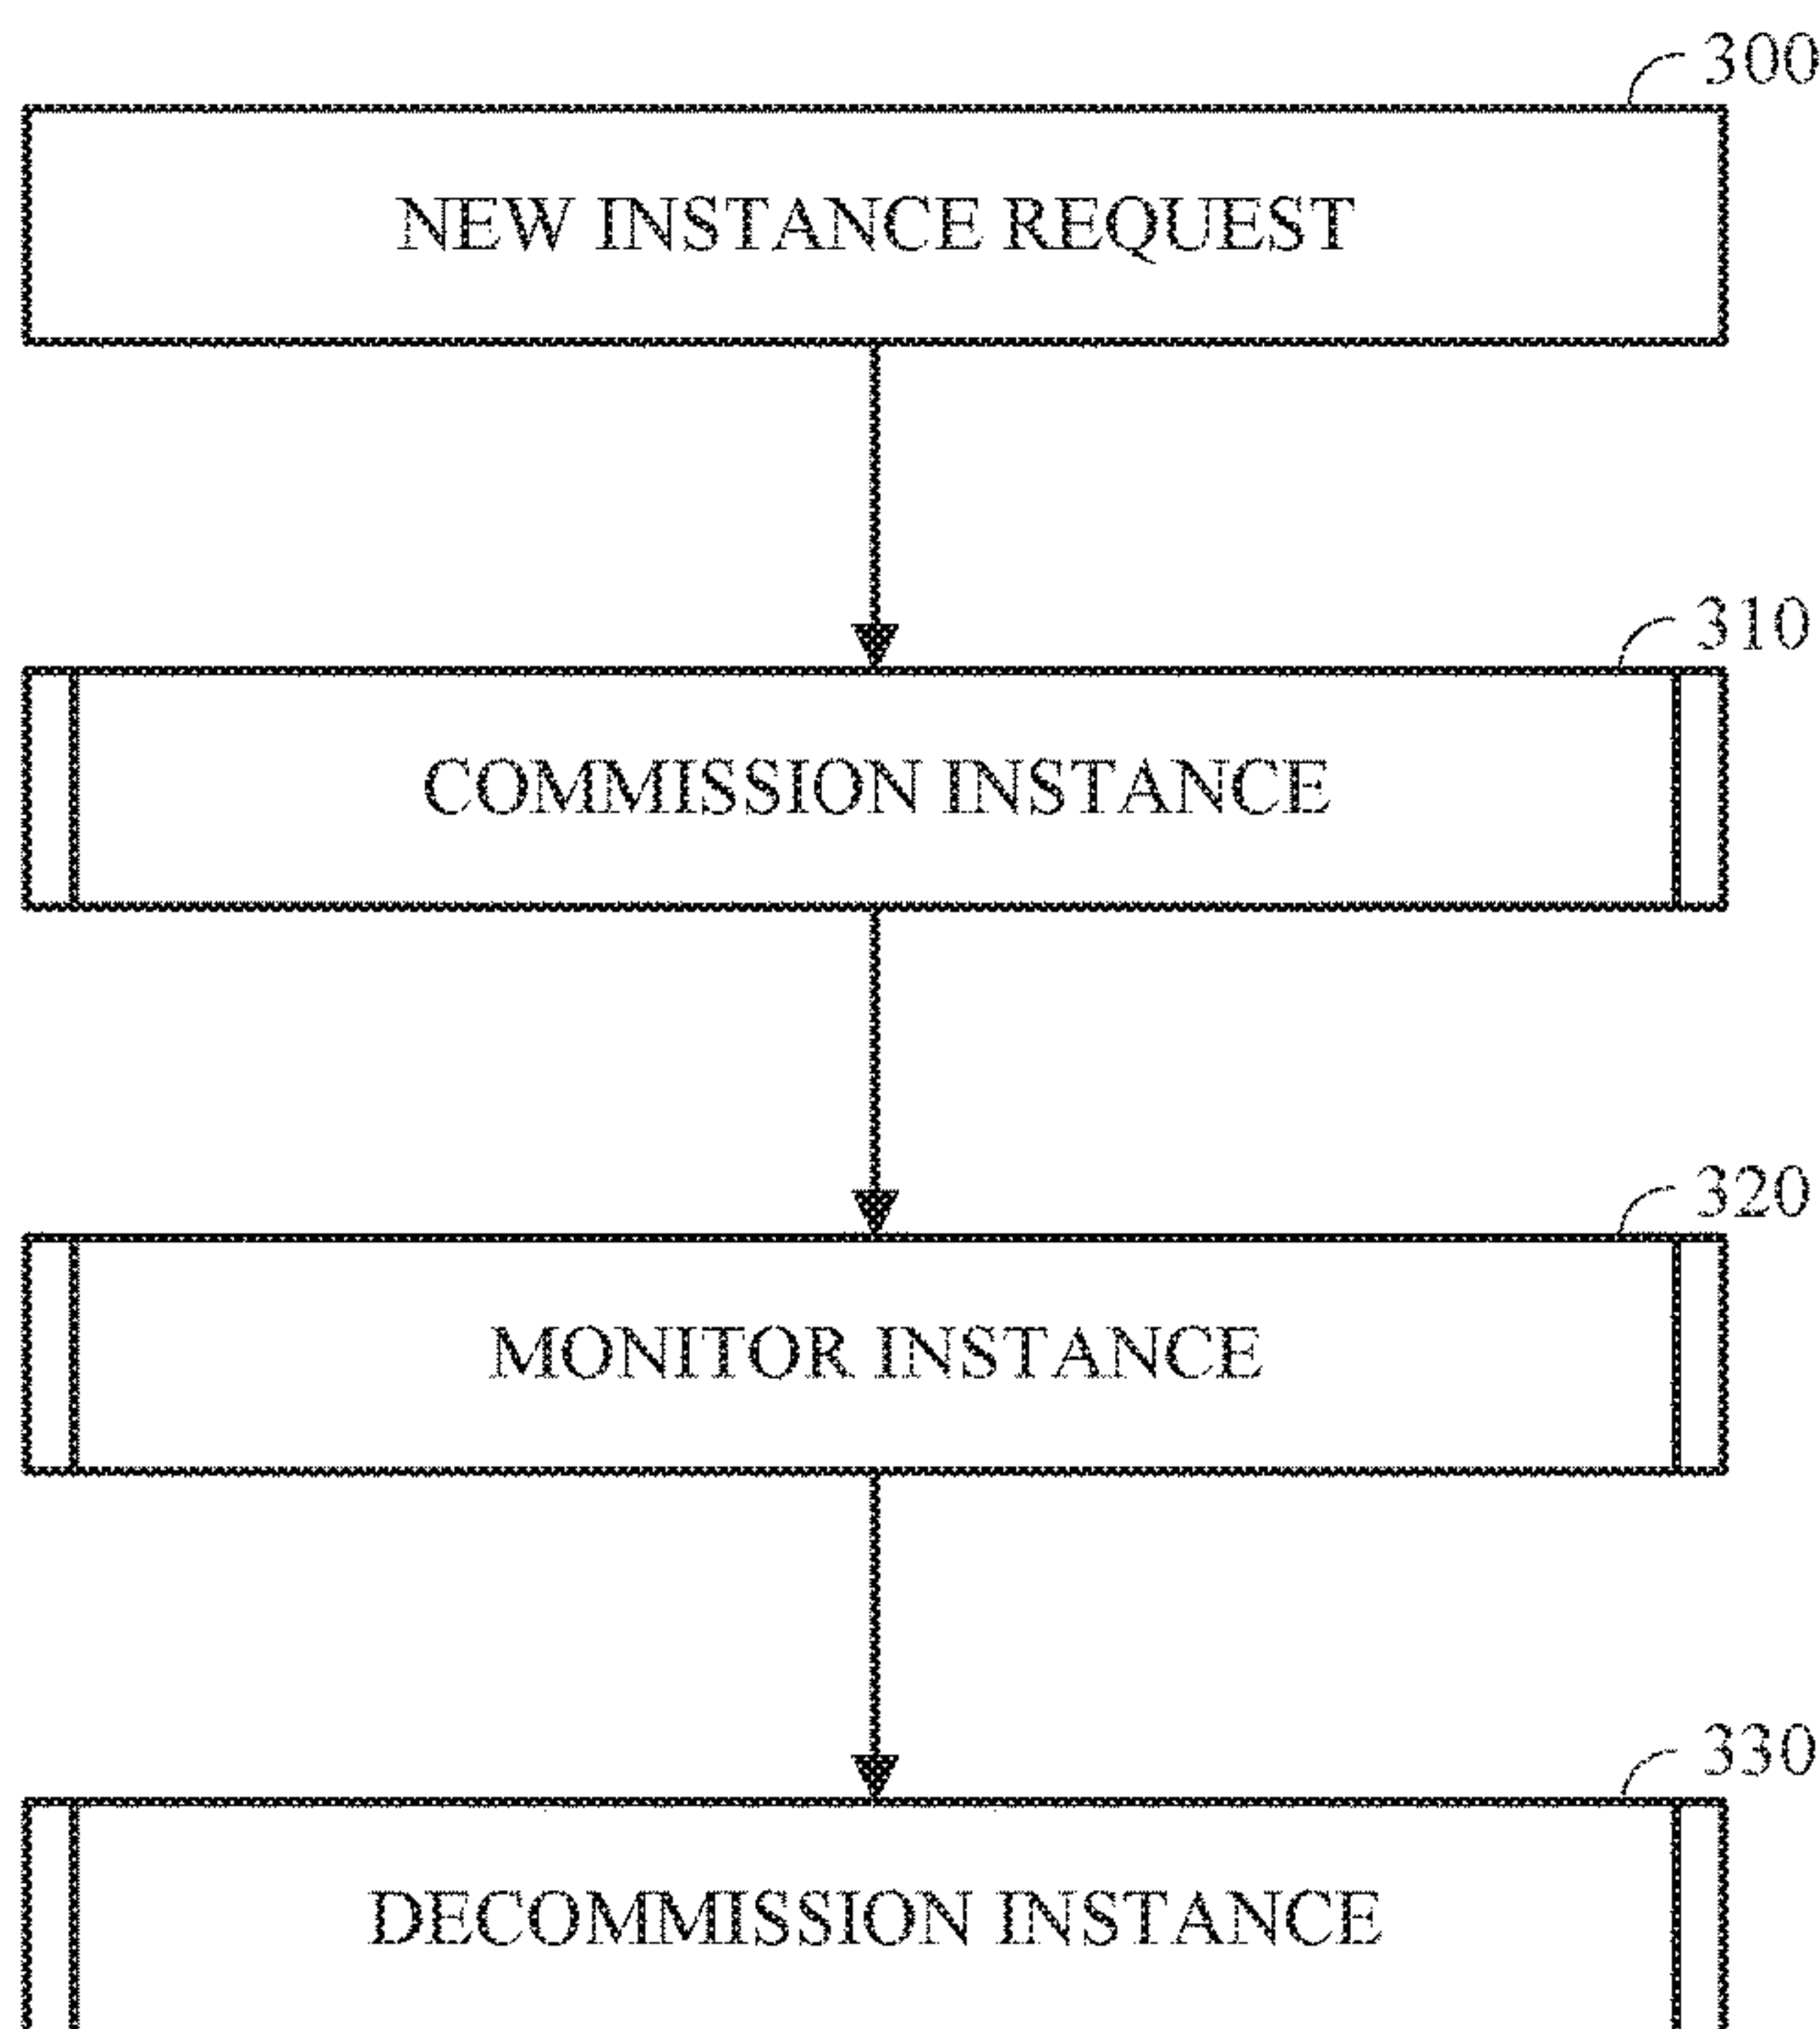 300
NEW INSTANCE REQUEST
310
COMMISSION INSTANCE
320
MONITOR INSTANCE
330
DECOMMISSION INSTANCE